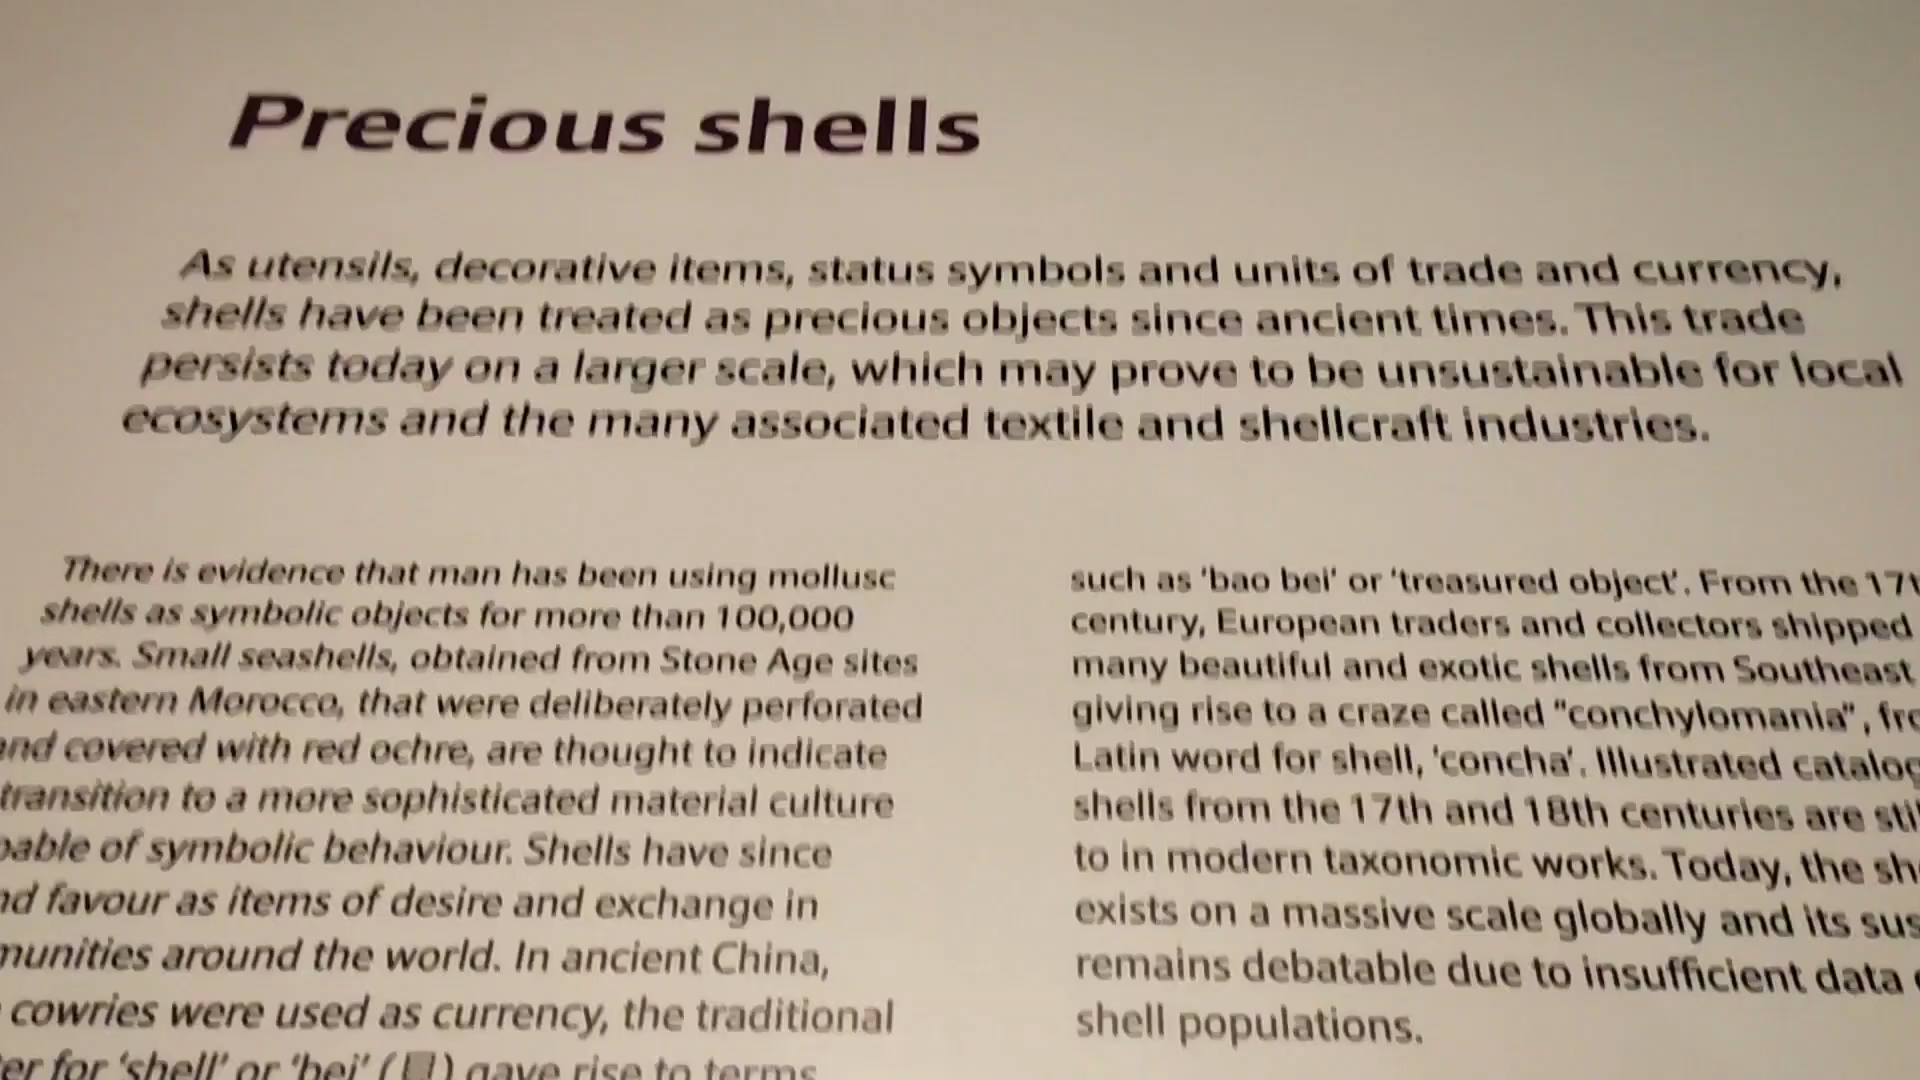 Precious shells
As utensils, decorative items, status symbols and units of trade and currency,
shells have been treated as precious objects since ancient times. This trade
persists today on a larger scale, which may prove to be unsustainable for local
ecosystems and the many associated textile and shellcraft industries.
There is evidence that man has been using mollusc
shells as symbolic objects for more than 100,000
years. Small seashells, obtained from Stone Age sites
in eastern Morocco, that were deliberately perforated
and covered with red ochre, are thought to indicate
transition to a more sophisticated material culture
of symbolic behaviour. Shells have since
favour as items of desire and exchange in
around the world. In ancient China,
cowries were used as currency, the traditional
for ‘shell’ or ‘bei’ () gave rise to terms
such as ‘bao bei’ or ‘treasured object’. From the
century, European traders and collectors shipped
many beautiful and exotic shells from Southeast
giving rise to a craze called "conchylomania",
Latin word for shell, ‘concha’. Illustrated
shells from the 17th and 18th centuries are
to in modern taxonomic works. Today, the
exists on a massive scale globally and its
remains debatable due to insufficient data
shell populations.